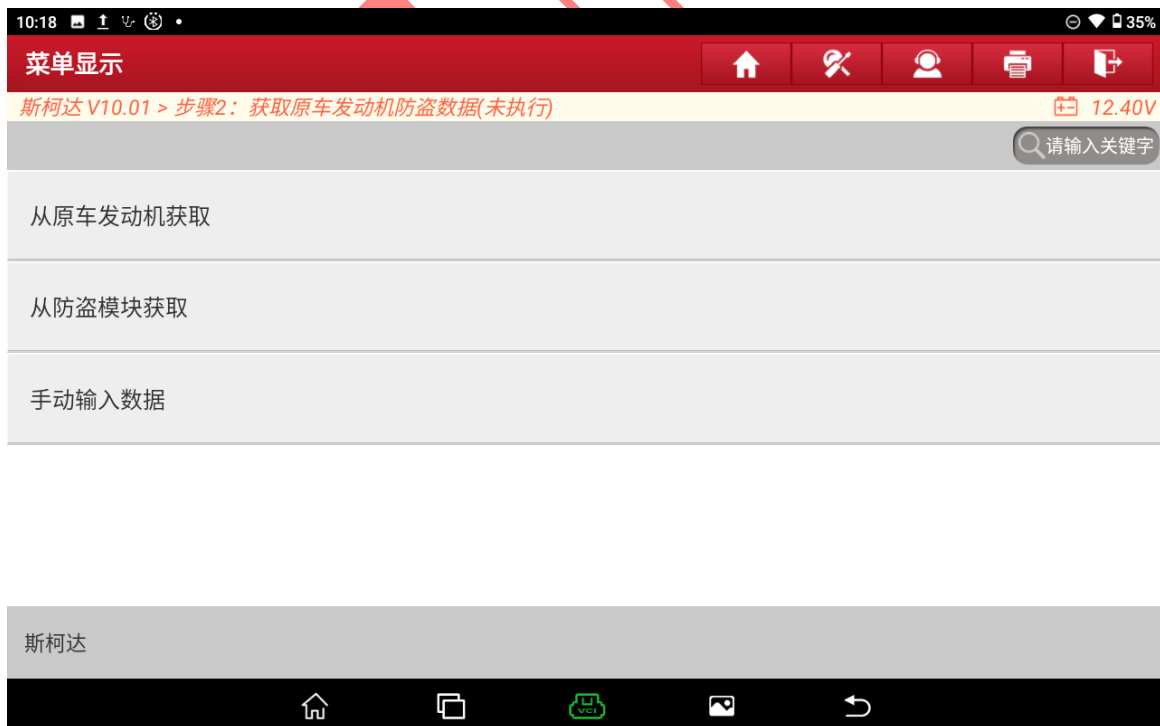 10:18
35%
菜单显示
斯柯达 V10.01 > 步骤2：获取原车发动机防盗数据(未执行)
12.40V
请输入关键字
从原车发动机获取
从防盗模块获取
手动输入数据
斯柯达
VCI